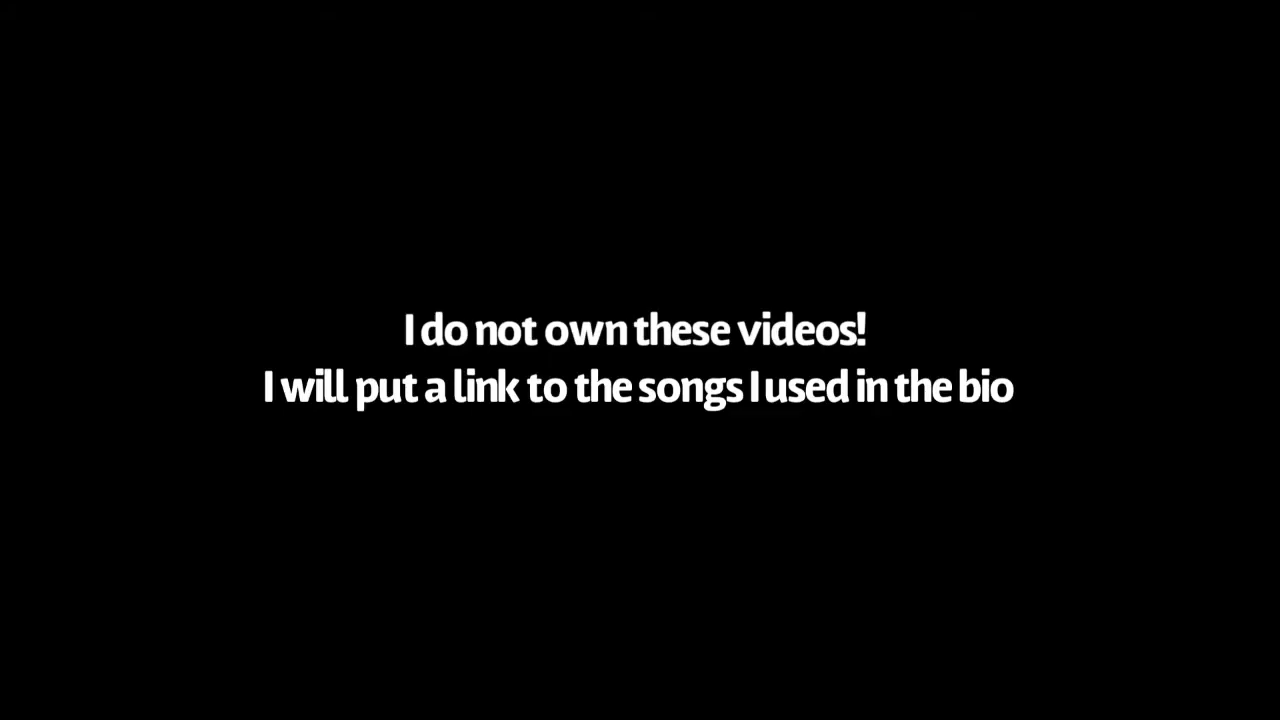 I do not own these videos!
I will put a link to the songs I used in the bio